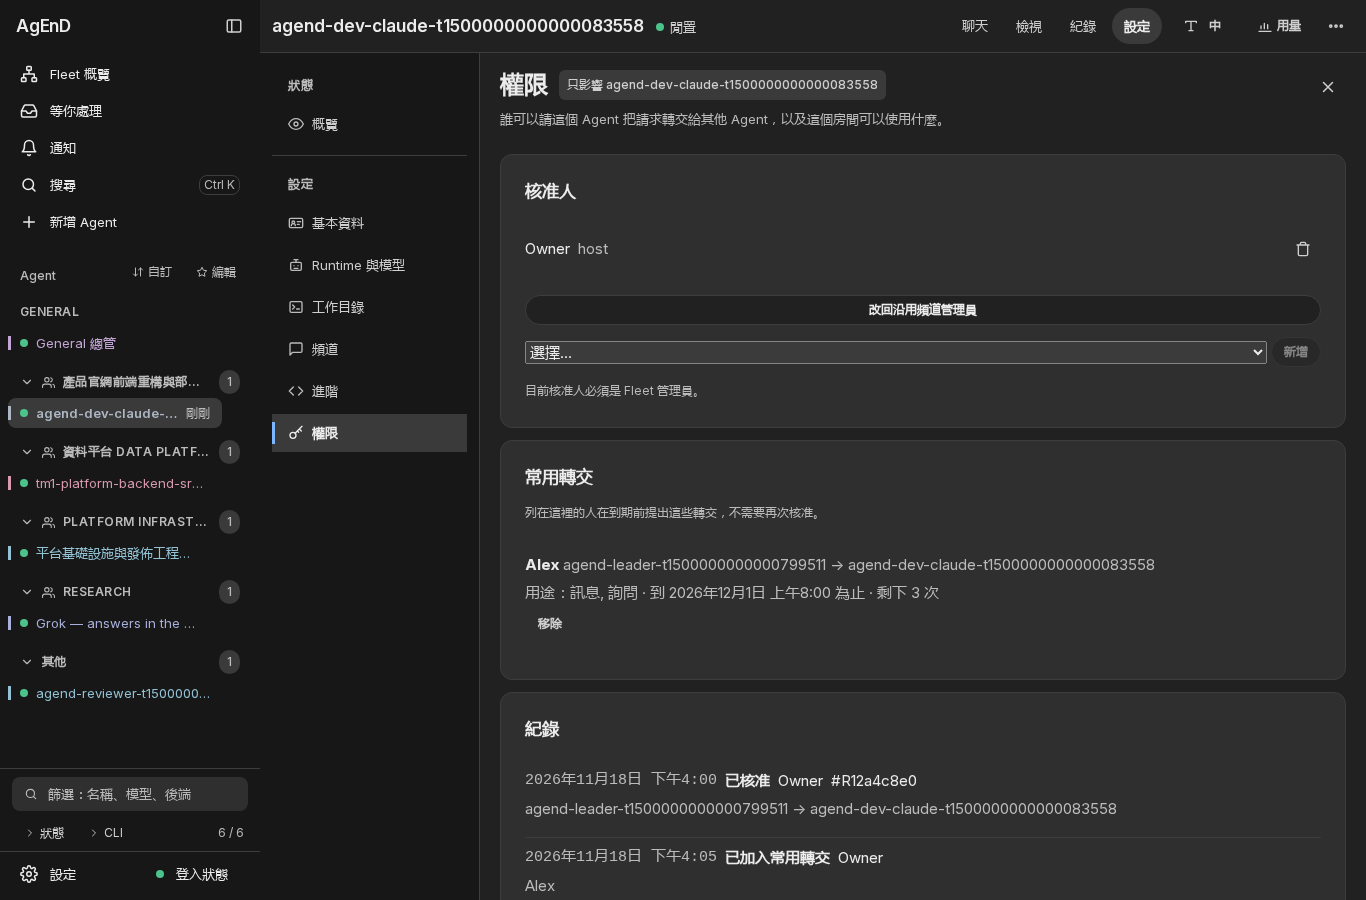 AgEnD
Fleet 概覽
等你處理
通知
搜尋 Ctrl K
新增 Agent
Agent 自訂 編輯
GENERAL
General 總管
產品官網前端重構與部… 1
agend-dev-claude-… 剛剛
資料平台 DATA PLATF… 1
tm1-platform-backend-sr…
PLATFORM INFRAST… 1
平台基礎設施與發佈工程…
RESEARCH 1
Grok — answers in the …
其他 1
agend-reviewer-t1500000…
篩選：名稱、模型、後端
狀態 CLI 6 / 6
設定 登入狀態
agend-dev-claude-t1500000000000083558 閒置
聊天 檢視 紀錄 設定 中 用量
狀態
概覽
設定
基本資料
Runtime 與模型
工作目錄
頻道
進階
權限
權限 只影響 agend-dev-claude-t1500000000000083558
誰可以請這個 Agent 把請求轉交給其他 Agent，以及這個房間可以使用什麼。
核准人
Owner host
改回沿用頻道管理員
選擇... 新增
目前核准人必須是 Fleet 管理員。
常用轉交
列在這裡的人在到期前提出這些轉交，不需要再次核准。
Alex agend-leader-t1500000000000799511 → agend-dev-claude-t1500000000000083558
用途：訊息, 詢問 · 到 2026年12月1日 上午8:00 為止 · 剩下 3 次
移除
紀錄
2026年11月18日 下午4:00 已核准 Owner #R12a4c8e0
agend-leader-t1500000000000799511 → agend-dev-claude-t1500000000000083558
2026年11月18日 下午4:05 已加入常用轉交 Owner
Alex